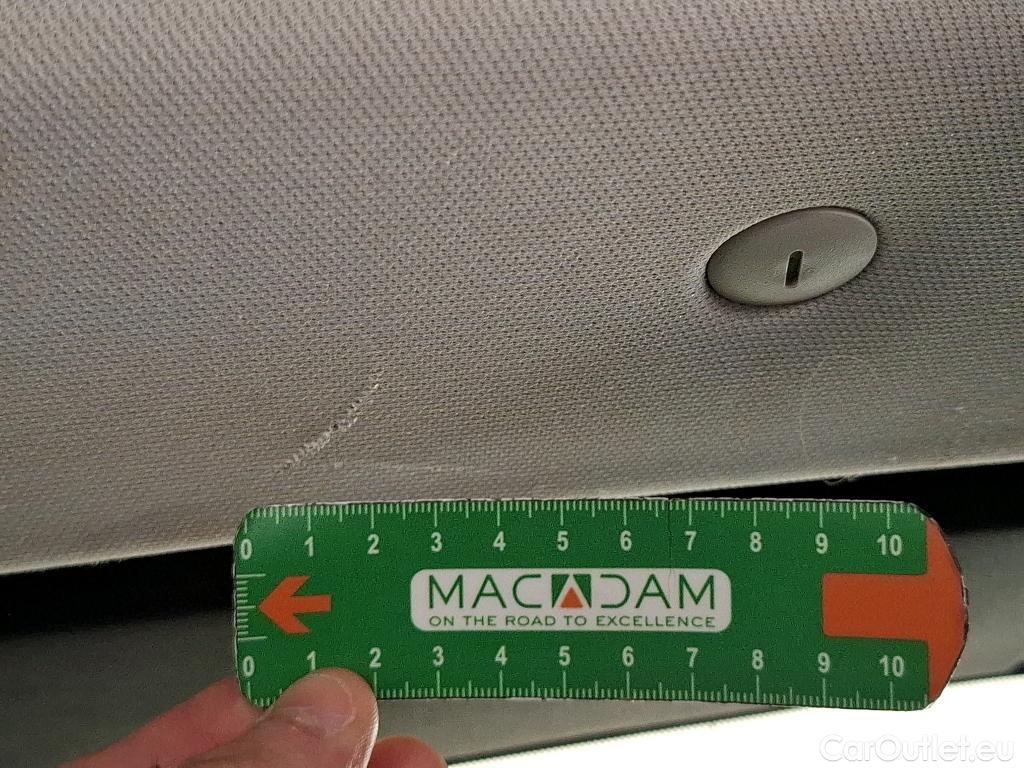 0 1 2 3 4 5 6 7 8 9 10
MACADAM
ON THE ROAD TO EXCELLENCE
0 1 2 3 4 5 6 7 8 9 10
CarOutlet.eu